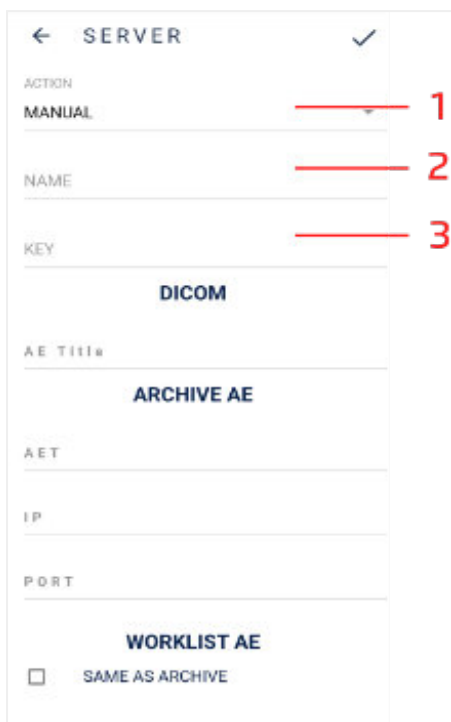 SERVER
ACTION
MANUAL 1
NAME 2
KEY 3
DICOM
AE Title
ARCHIVE AE
AET
IP
PORT
WORKLIST AE
SAME AS ARCHIVE